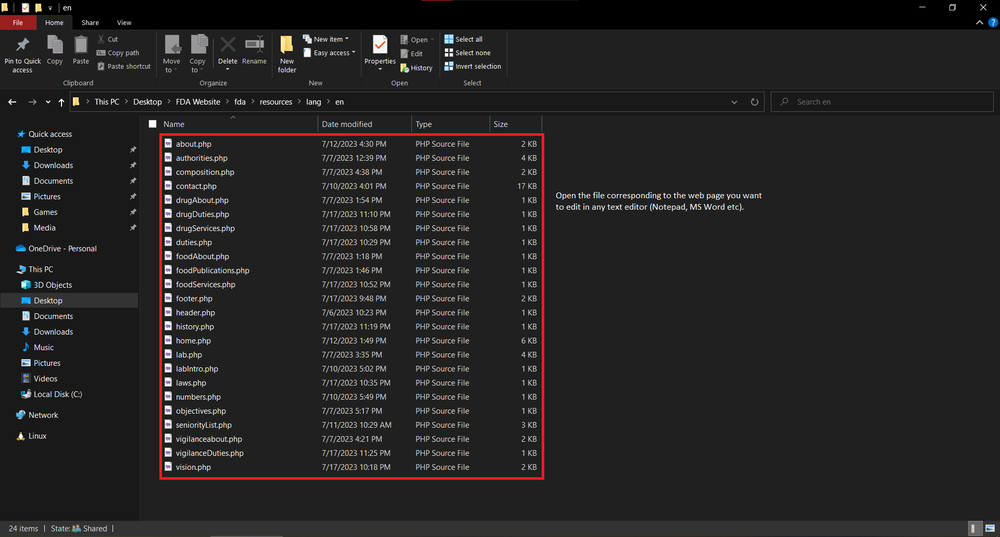 en
File Home Share View
Pin to Quick access
Copy
Paste
Cut
Copy path
Paste shortcut
Clipboard
Move to
Copy to
Delete
Rename
Organize
New folder
New item
Easy access
New
Properties
Open
Edit
History
Open
Select all
Select none
Invert selection
Select
This PC > Desktop > FDA Website > fda > resources > lang > en
Search en
Quick access
Desktop
Downloads
Documents
Pictures
Games
Media
OneDrive - Personal
This PC
3D Objects
Desktop
Documents
Downloads
Music
Pictures
Videos
Local Disk (C:)
Network
Linux
Name Date modified Type Size
about.php 7/12/2023 4:30 PM PHP Source File 2 KB
authorities.php 7/7/2023 12:39 PM PHP Source File 4 KB
composition.php 7/7/2023 4:38 PM PHP Source File 2 KB
contact.php 7/10/2023 4:01 PM PHP Source File 17 KB
drugAbout.php 7/7/2023 1:54 PM PHP Source File 1 KB
drugDuties.php 7/17/2023 11:10 PM PHP Source File 1 KB
drugServices.php 7/17/2023 10:58 PM PHP Source File 1 KB
duties.php 7/17/2023 10:29 PM PHP Source File 1 KB
foodAbout.php 7/7/2023 1:18 PM PHP Source File 1 KB
foodPublications.php 7/7/2023 1:46 PM PHP Source File 1 KB
foodServices.php 7/17/2023 10:52 PM PHP Source File 1 KB
footer.php 7/17/2023 9:48 PM PHP Source File 2 KB
header.php 7/6/2023 10:23 PM PHP Source File 1 KB
history.php 7/17/2023 11:19 PM PHP Source File 1 KB
home.php 7/12/2023 1:49 PM PHP Source File 6 KB
lab.php 7/7/2023 3:35 PM PHP Source File 4 KB
labIntro.php 7/10/2023 5:02 PM PHP Source File 1 KB
laws.php 7/17/2023 10:35 PM PHP Source File 1 KB
numbers.php 7/10/2023 5:49 PM PHP Source File 1 KB
objectives.php 7/7/2023 5:17 PM PHP Source File 1 KB
seniorityList.php 7/11/2023 10:29 AM PHP Source File 3 KB
vigilanceabout.php 7/7/2023 4:21 PM PHP Source File 2 KB
vigilanceDuties.php 7/17/2023 11:25 PM PHP Source File 1 KB
vision.php 7/17/2023 10:18 PM PHP Source File 2 KB
Open the file corresponding to the web page you want
to edit in any text editor (Notepad, MS Word etc).
24 items State: Shared